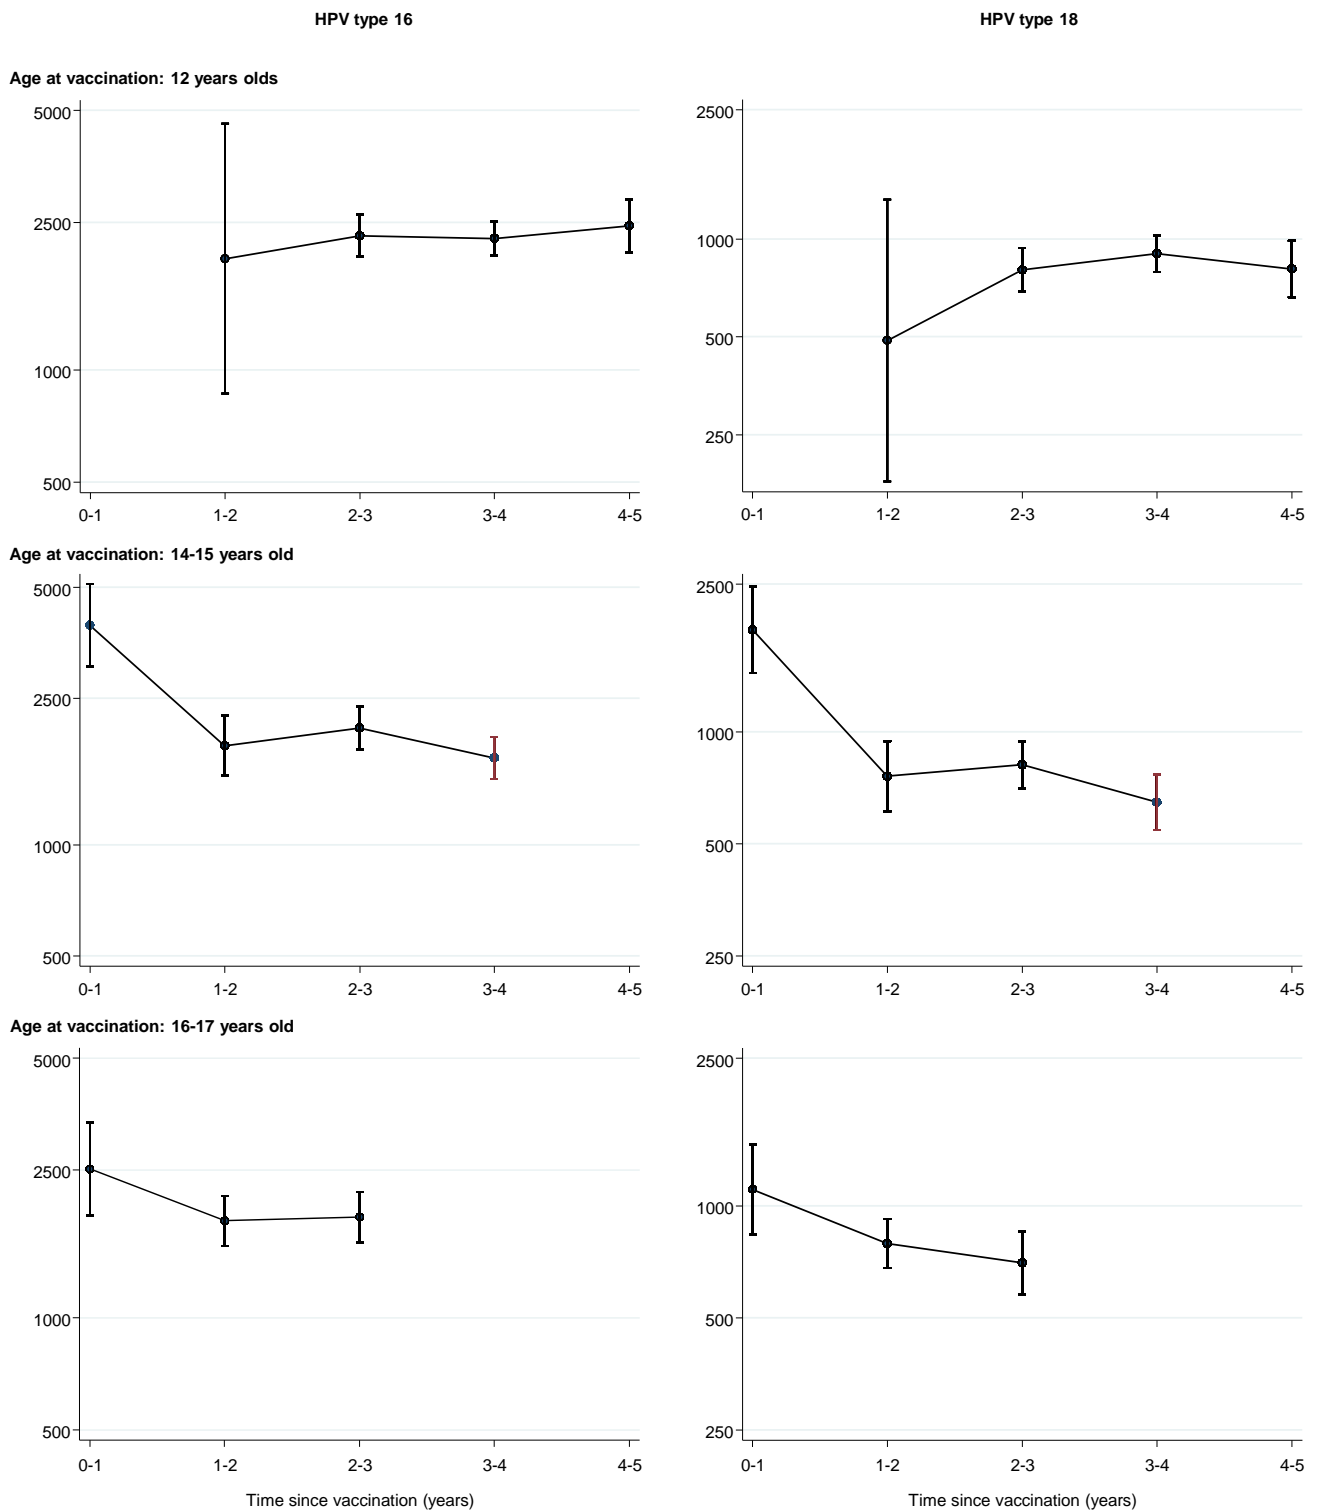 HPV type 16
HPV type 18
Age at vaccination: 12 years olds
5000
2500
1000
500
0-1 1-2 2-3 3-4 4-5
2500
1000
500
250
0-1 1-2 2-3 3-4 4-5
Age at vaccination: 14-15 years old
5000
2500
1000
500
0-1 1-2 2-3 3-4 4-5
2500
1000
500
250
0-1 1-2 2-3 3-4 4-5
Age at vaccination: 16-17 years old
5000
2500
1000
500
0-1 1-2 2-3 3-4 4-5
Time since vaccination (years)
2500
1000
500
250
0-1 1-2 2-3 3-4 4-5
Time since vaccination (years)